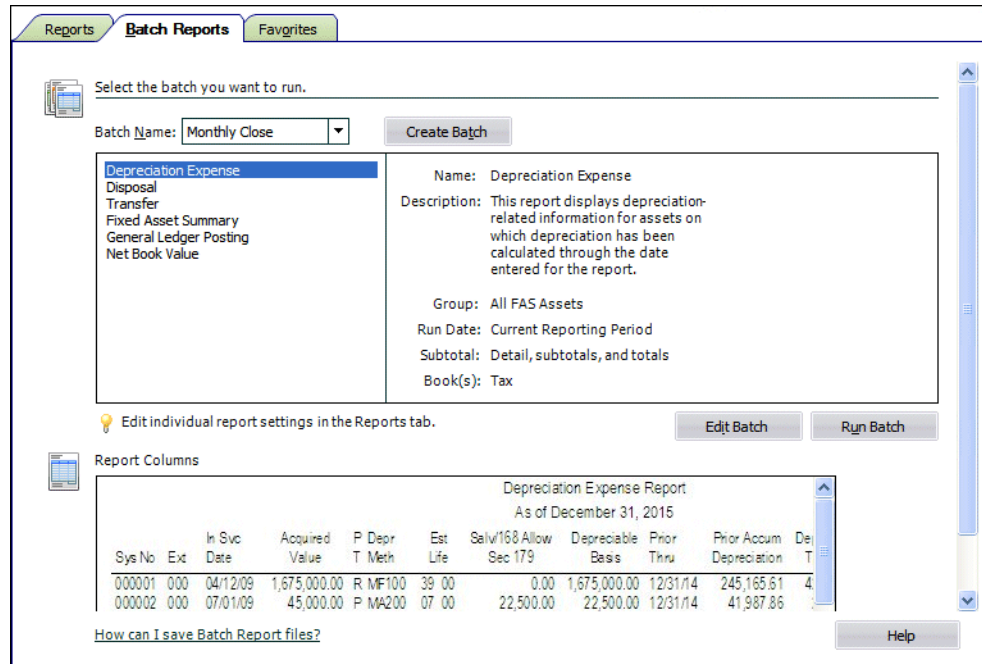 Reports Batch Reports Favorites
Select the batch you want to run.
Batch Name: Monthly Close Create Batch
Depreciation Expense
Disposal
Transfer
Fixed Asset Summary
General Ledger Posting
Net Book Value
Name: Depreciation Expense
Description: This report displays depreciation-
related information for assets on
which depreciation has been
calculated through the date
entered for the report.
Group: All FAS Assets
Run Date: Current Reporting Period
Subtotal: Detail, subtotals, and totals
Book(s): Tax
Edit individual report settings in the Reports tab. Edit Batch Run Batch
Report Columns
Depreciation Expense Report
As of December 31, 2015
In Svc Acquired P Depr Est Salv/168 Allow Depreciable Prior Prior Accum
Sys No Ext Date Value T Meth Life Sec 179 Basis Thru Depreciation T
000001 000 04/12/09 1,675,000.00 R MF100 39 00 0.00 1,675,000.00 12/31/14 245,165.61
000002 000 07/01/09 45,000.00 P MA200 07 00 22,500.00 22,500.00 12/31/14 41,987.86
How can I save Batch Report files? Help